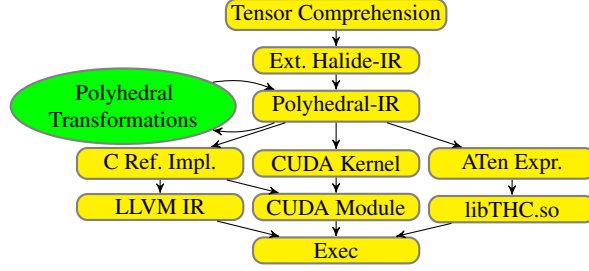 Tensor Comprehension
Ext. Halide-IR
Polyhedral
Transformations
Polyhedral-IR
C Ref. Impl.
CUDA Kernel
ATen Expr.
LLVM IR
CUDA Module
libTHC.so
Exec